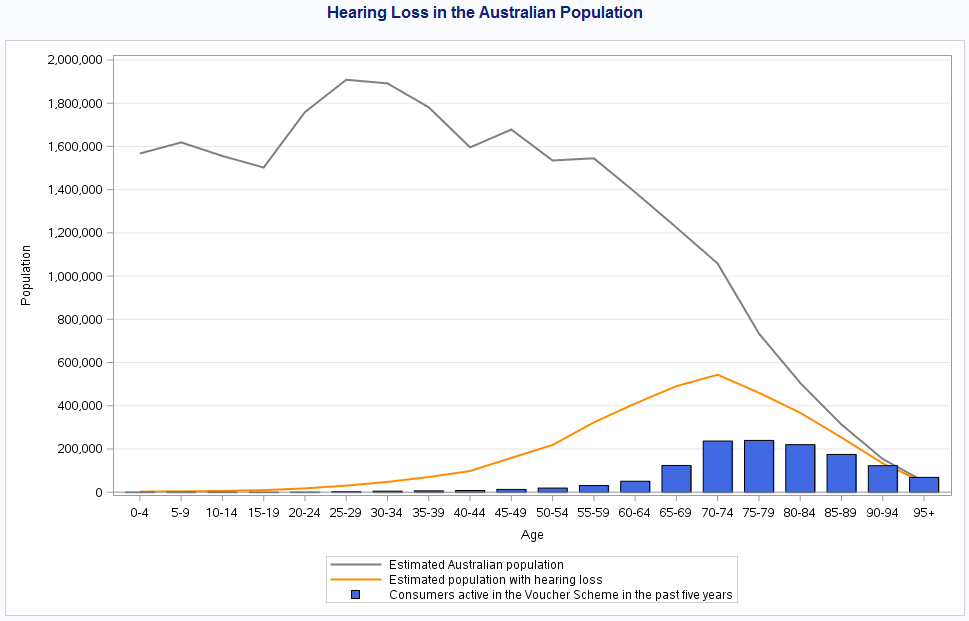 Hearing Loss in the Australian Population
2,000,000
1,800,000
1,600,000
1,400,000
1,200,000
1,000,000
800,000
600,000
400,000
200,000
0
Population
0-4 5-9 10-14 15-19 20-24 25-29 30-34 35-39 40-44 45-49 50-54 55-59 60-64 65-69 70-74 75-79 80-84 85-89 90-94 95+
Age
Estimated Australian population
Estimated population with hearing loss
Consumers active in the Voucher Scheme in the past five years